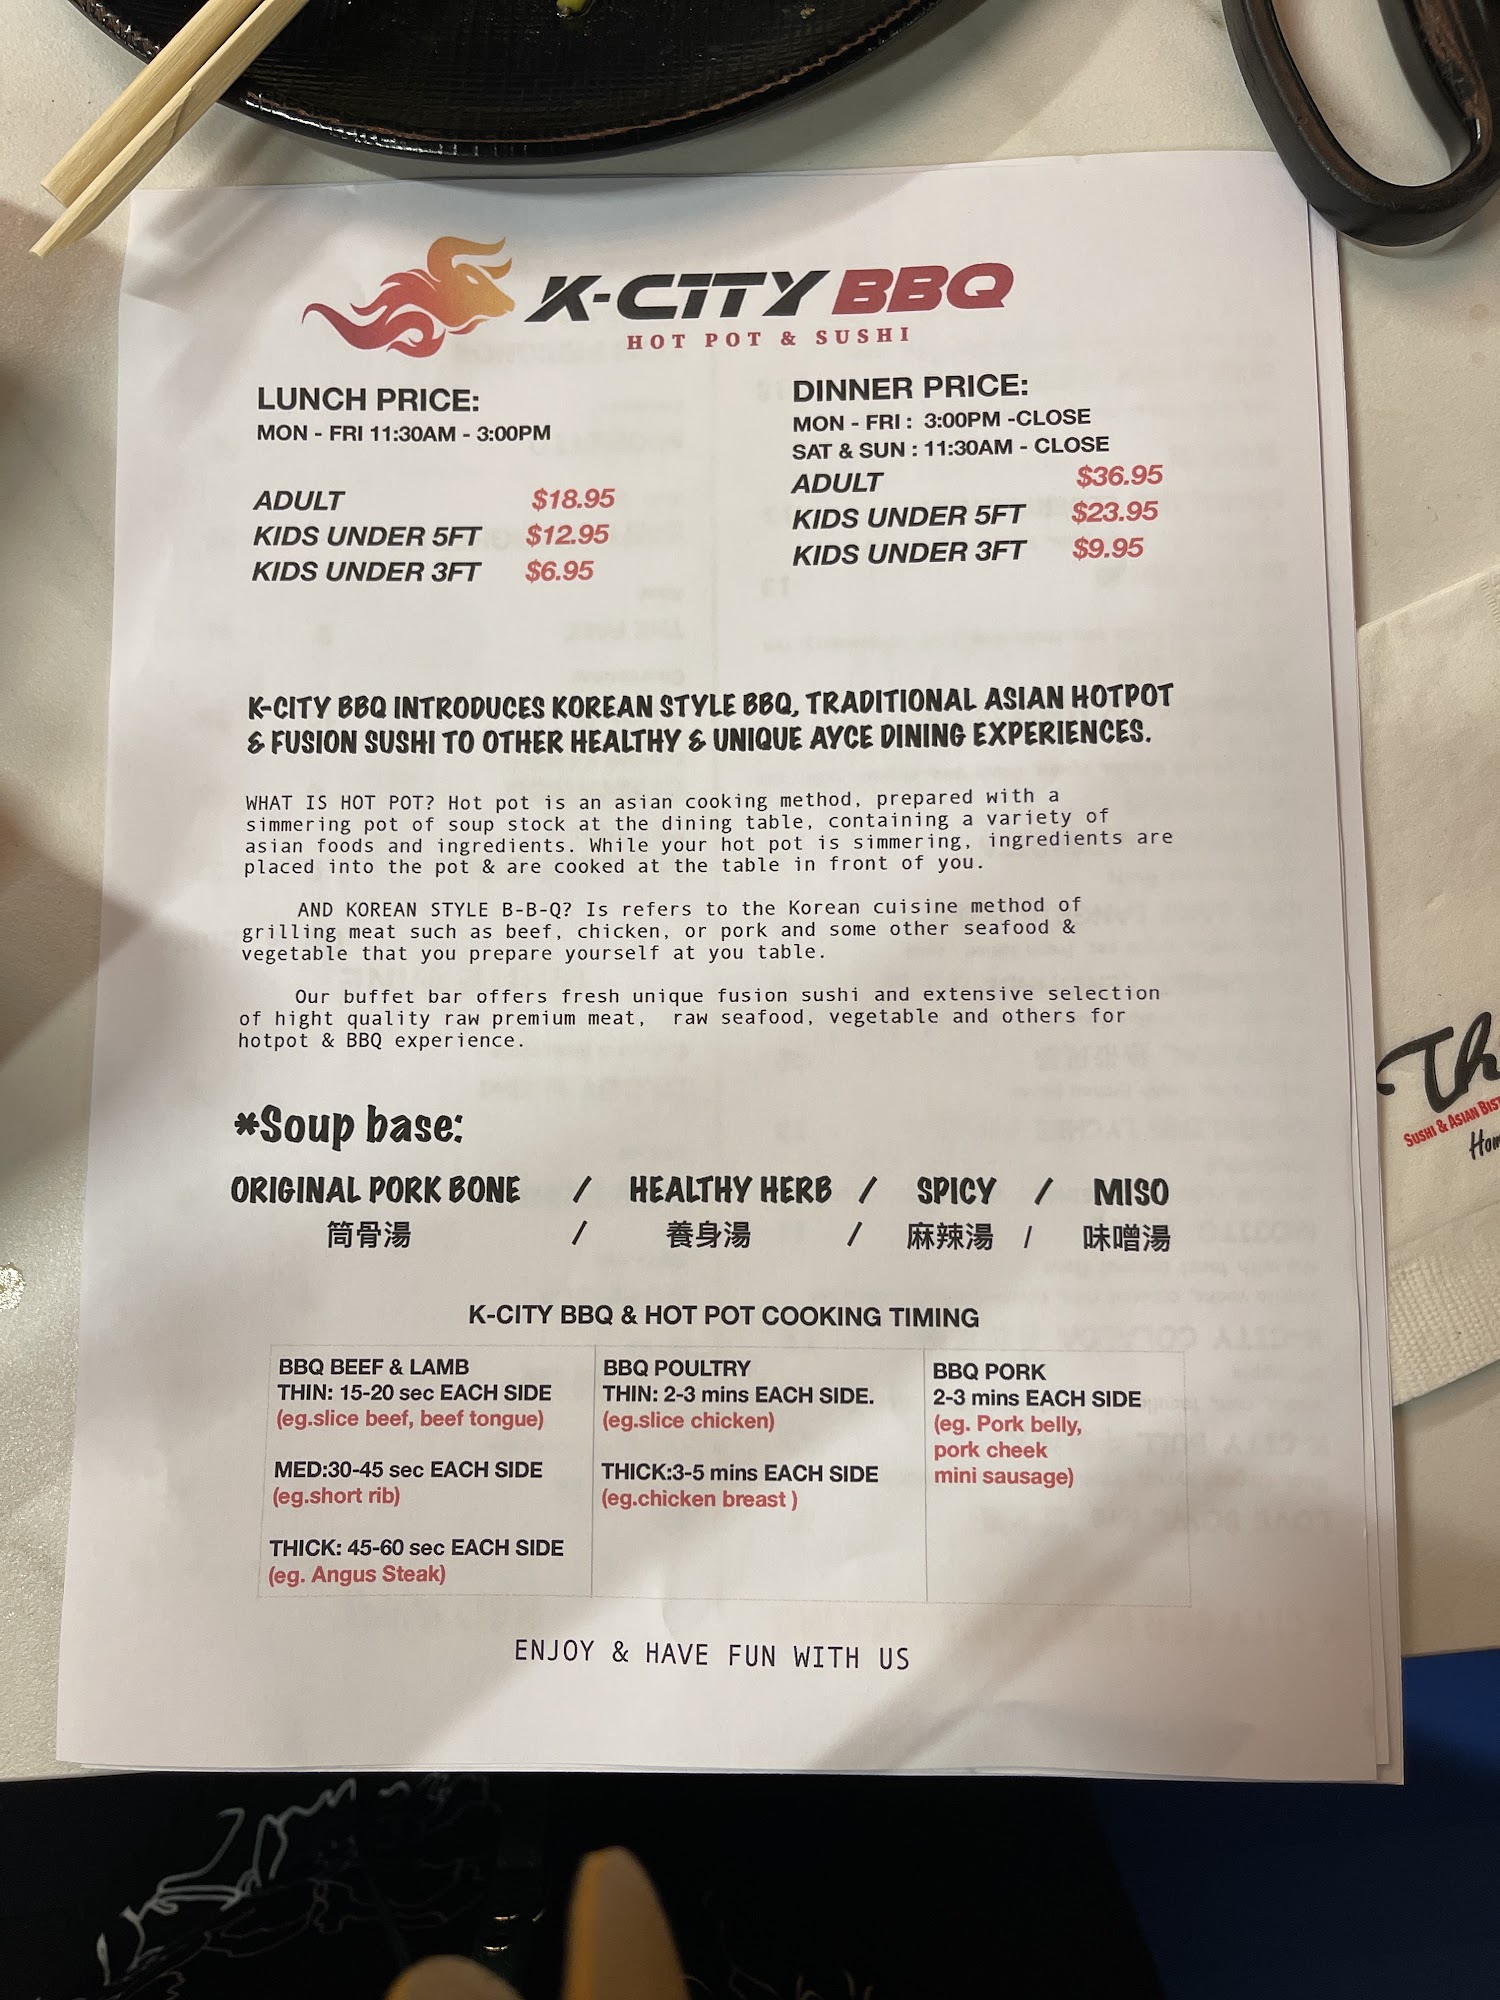 K-CITY BBQ
HOT POT & SUSHI
LUNCH PRICE:
MON - FRI 11:30AM - 3:00PM
ADULT $18.95
KIDS UNDER 5FT $12.95
KIDS UNDER 3FT $6.95
DINNER PRICE:
MON - FRI : 3:00PM -CLOSE
SAT & SUN : 11:30AM - CLOSE
ADULT $36.95
KIDS UNDER 5FT $23.95
KIDS UNDER 3FT $9.95
K-CITY BBQ INTRODUCES KOREAN STYLE BBQ, TRADITIONAL ASIAN HOTPOT
& FUSION SUSHI TO OTHER HEALTHY & UNIQUE AYCE DINING EXPERIENCES.
WHAT IS HOT POT? Hot pot is an asian cooking method, prepared with a
simmering pot of soup stock at the dining table, containing a variety of
asian foods and ingredients. While your hot pot is simmering, ingredients are
placed into the pot & are cooked at the table in front of you.
AND KOREAN STYLE B-B-Q? Is refers to the Korean cuisine method of
grilling meat such as beef, chicken, or pork and some other seafood &
vegetable that you prepare yourself at you table.
Our buffet bar offers fresh unique fusion sushi and extensive selection
of hight quality raw premium meat, raw seafood, vegetable and others for
hotpot & BBQ experience.
*Soup base:
ORIGINAL PORK BONE / HEALTHY HERB / SPICY / MISO
筒骨湯 / 養身湯 / 麻辣湯 / 味噌湯
K-CITY BBQ & HOT POT COOKING TIMING
BBQ BEEF & LAMB
THIN: 15-20 sec EACH SIDE
(eg.slice beef, beef tongue)
MED:30-45 sec EACH SIDE
(eg.short rib)
THICK: 45-60 sec EACH SIDE
(eg. Angus Steak)
BBQ POULTRY
THIN: 2-3 mins EACH SIDE.
(eg.slice chicken)
THICK:3-5 mins EACH SIDE
(eg.chicken breast )
BBQ PORK
2-3 mins EACH SIDE
(eg. Pork belly,
pork cheek
mini sausage)
ENJOY & HAVE FUN WITH US
SUSHI & ASIAN